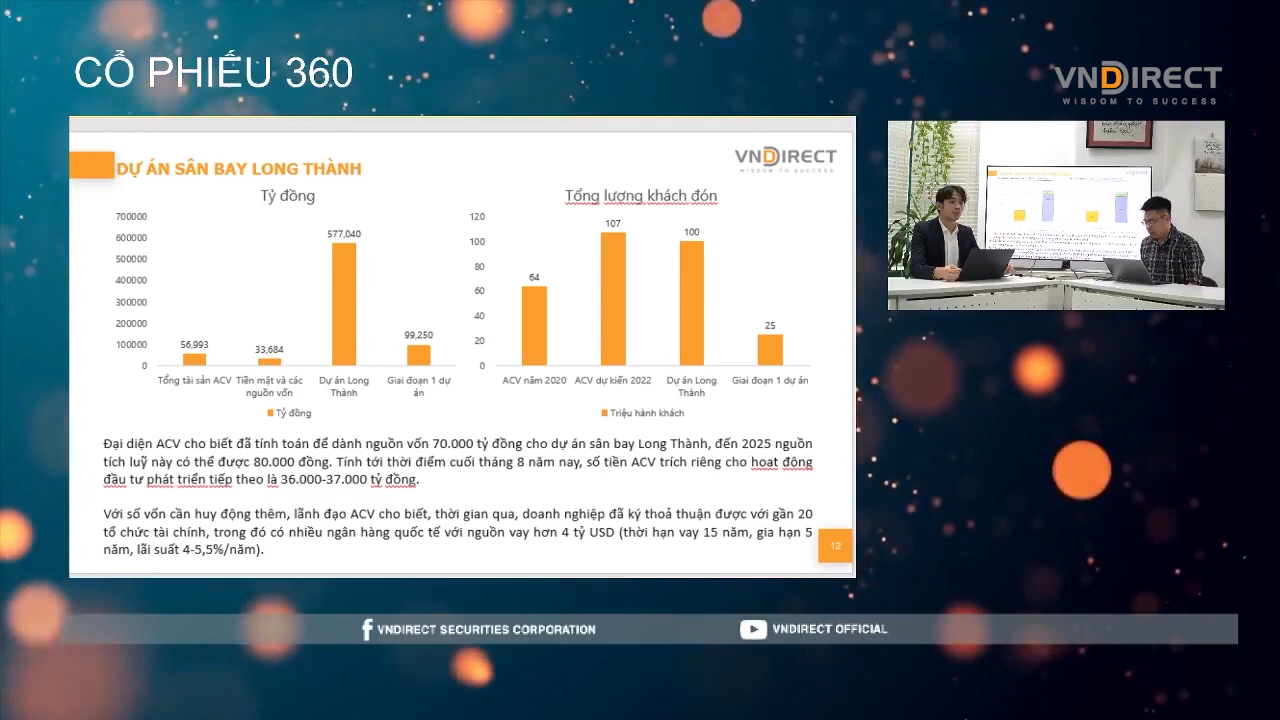 CỔ PHIẾU 360
VNDIRECT
WISDOM TO SUCCESS
DỰ ÁN SÂN BAY LONG THÀNH
VNDIRECT
WISDOM TO SUCCESS
Tỷ đồng
700000
600000
500000
400000
300000
200000
100000
0
56,993
33,684
577,040
99,250
Tổng tài sản ACV
Tiền mặt và các
nguồn vốn
Dự án Long
Thành
Giai đoạn 1 dự
án
Tỷ đồng
Tổng lượng khách đón
120
100
80
60
40
20
0
64
107
100
25
ACV năm 2020
ACV dự kiến 2022
Dự án Long
Thành
Giai đoạn 1 dự án
Triệu hành khách
Đại diện ACV cho biết đã tính toán để dành nguồn vốn 70.000 tỷ đồng cho dự án sân bay Long Thành, đến 2025 nguồn
tích luỹ này có thể được 80.000 đồng. Tính tới thời điểm cuối tháng 8 năm nay, số tiền ACV trích riêng cho hoạt động
đầu tư phát triển tiếp theo là 36.000-37.000 tỷ đồng.
Với số vốn cần huy động thêm, lãnh đạo ACV cho biết, thời gian qua, doanh nghiệp đã ký thoả thuận được với gần 20
tổ chức tài chính, trong đó có nhiều ngân hàng quốc tế với nguồn vay hơn 4 tỷ USD (thời hạn vay 15 năm, gia hạn 5
năm, lãi suất 4-5,5%/năm).
12
VNDIRECT SECURITIES CORPORATION
VNDIRECT OFFICIAL